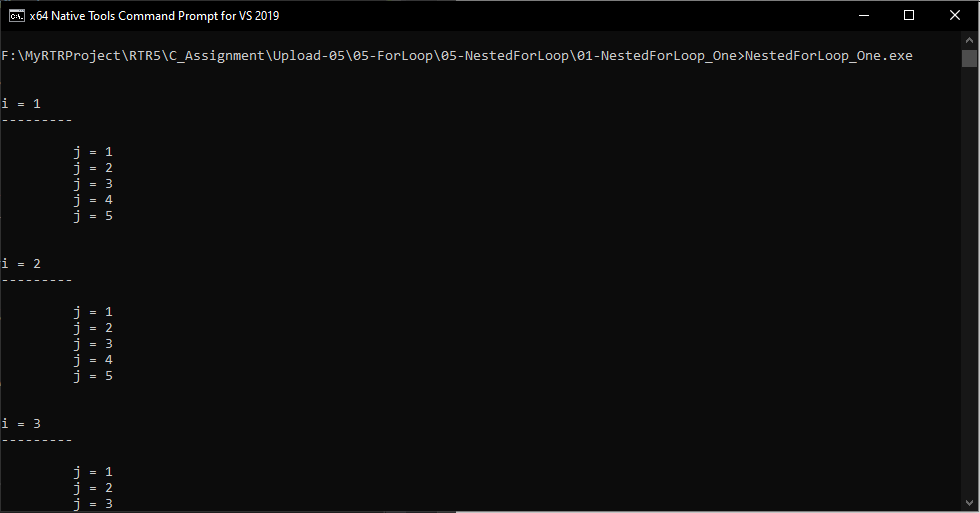 x64 Native Tools Command Prompt for VS 2019
F:\MyRTRProject\RTR5\C_Assignment\Upload-05\05-ForLoop\05-NestedForLoop\01-NestedForLoop_One>NestedForLoop_One.exe
i = 1
---------
j = 1
j = 2
j = 3
j = 4
j = 5
i = 2
---------
j = 1
j = 2
j = 3
j = 4
j = 5
i = 3
---------
j = 1
j = 2
j = 3